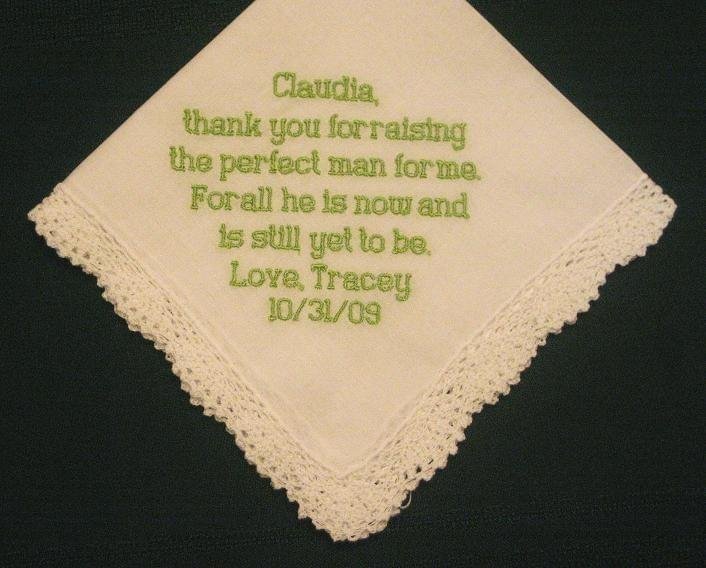 Claudia,
thank you for raising
the perfect man for me.
For all he is now and
is still yet to be.
Love, Tracey
10/31/09